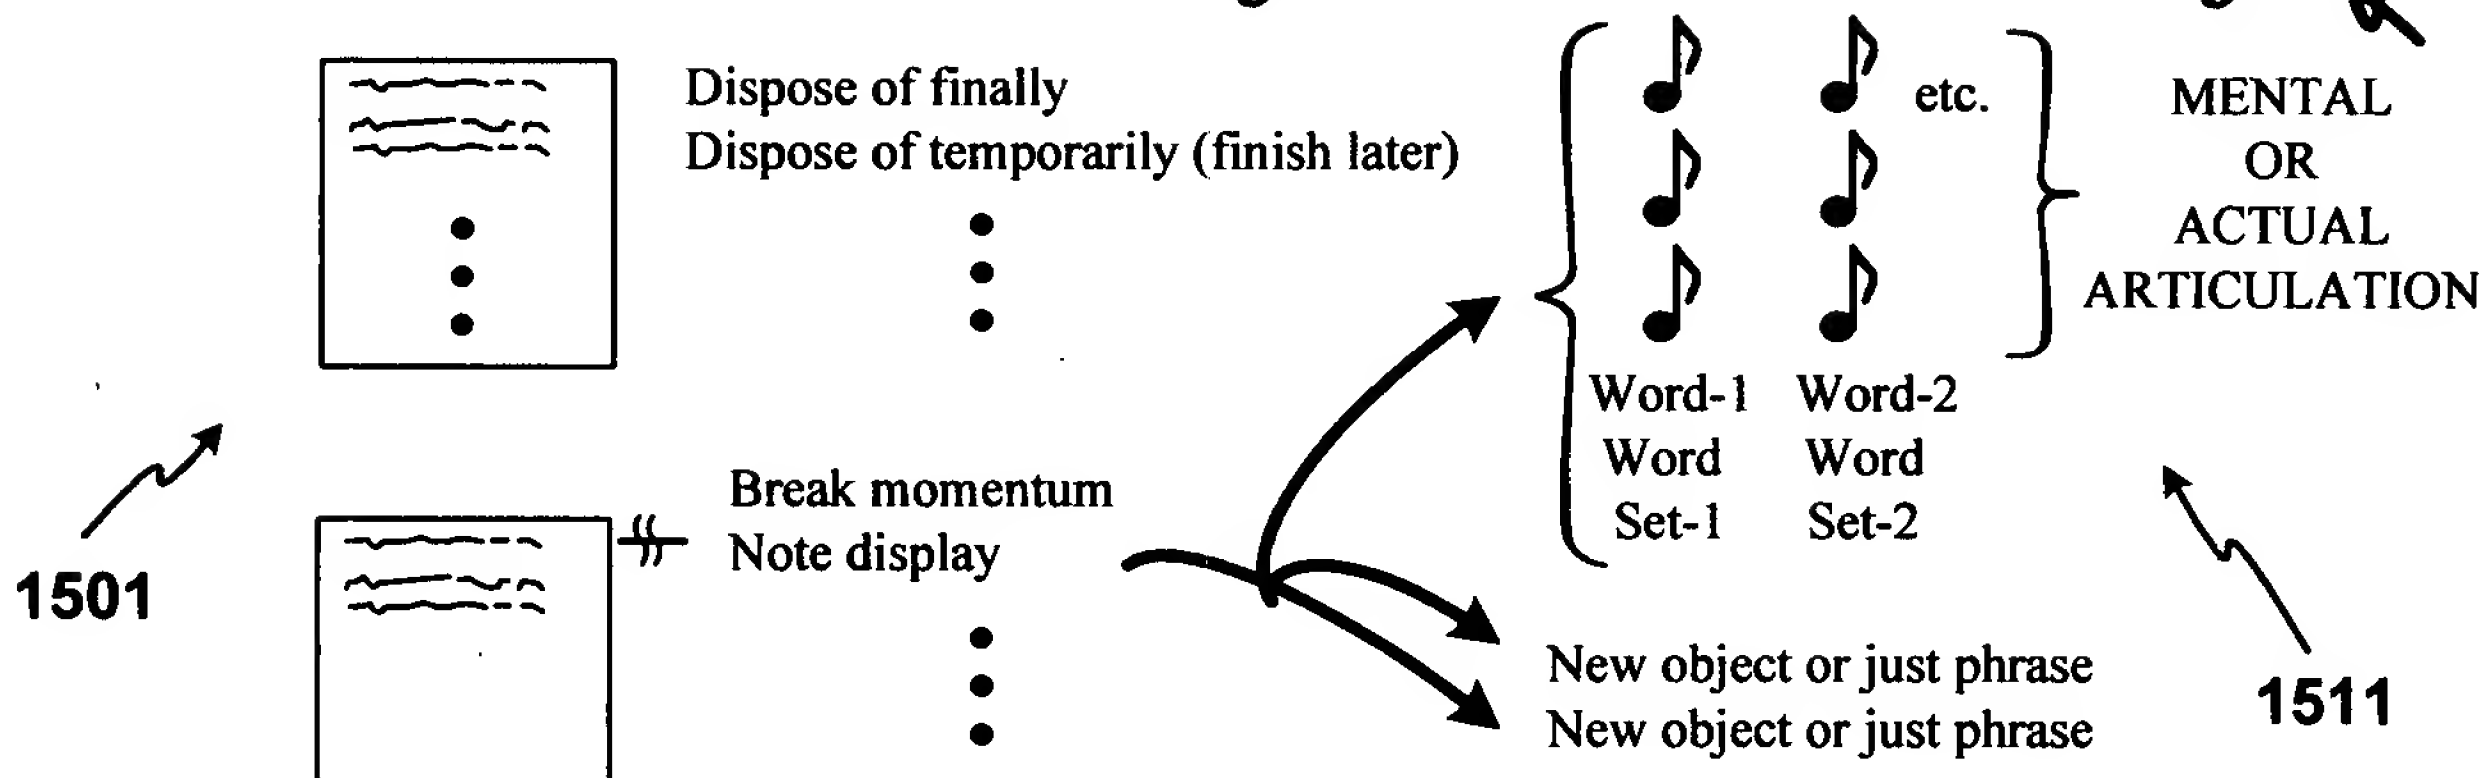 Dispose of finally
Dispose of temporarily (finish later)
etc.
MENTAL
OR
ACTUAL
ARTICULATION
Word-1 Word-2
Word Word
Set-1 Set-2
Break momentum
Note display
1501
New object or just phrase
New object or just phrase
1511